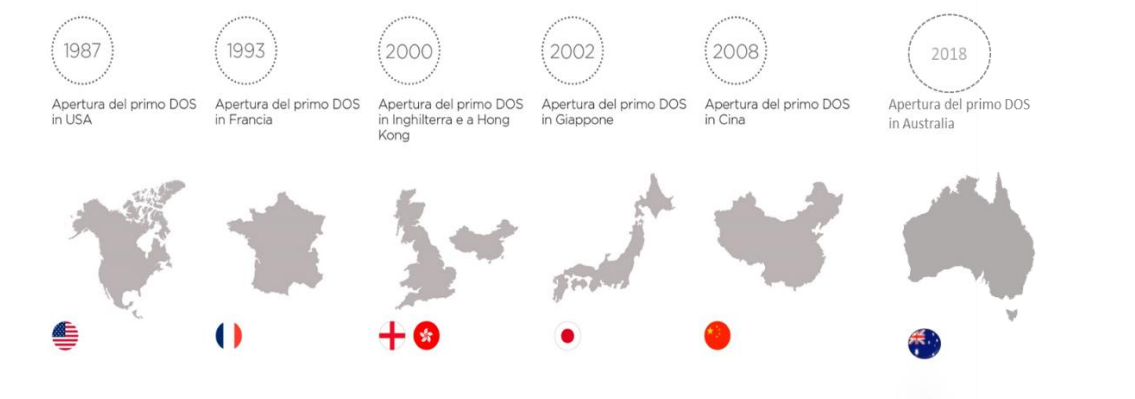 1987
Apertura del primo DOS
in USA
1993
Apertura del primo DOS
in Francia
2000
Apertura del primo DOS
in Inghilterra e a Hong
Kong
2002
Apertura del primo DOS
in Giappone
2008
Apertura del primo DOS
in Cina
2018
Apertura del primo DOS
in Australia